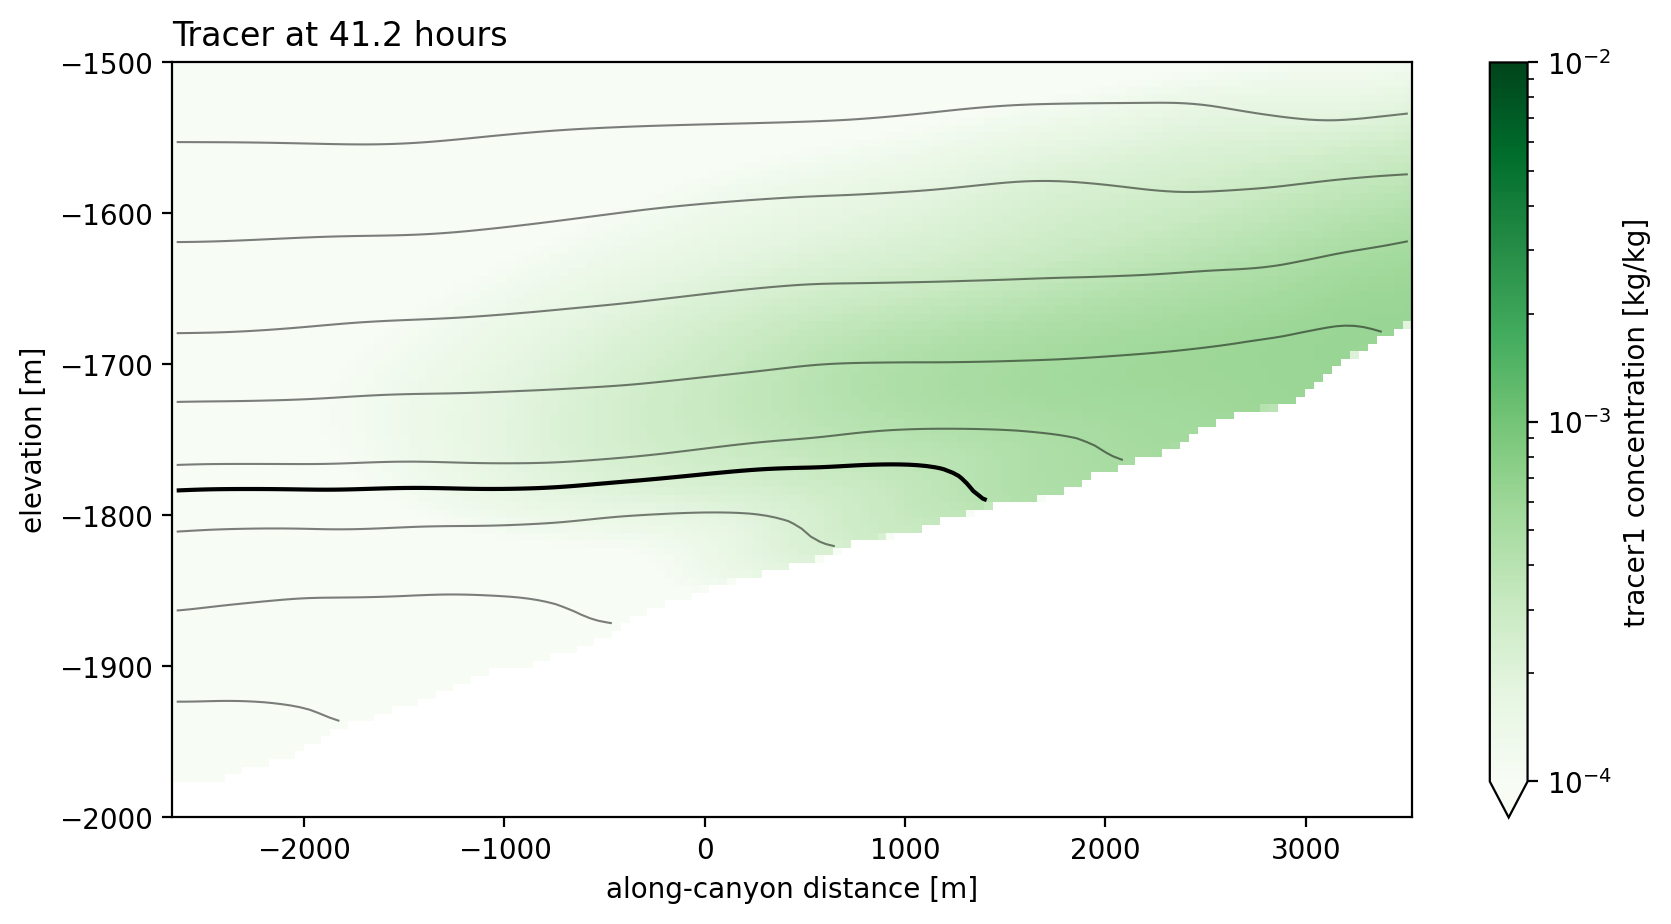 Tracer at 41.2 hours
−1500
−1600
−1700
−1800
−1900
−2000
elevation [m]
−2000 −1000 0 1000 2000 3000
along-canyon distance [m]
10⁻²
10⁻³
10⁻⁴
tracer1 concentration [kg/kg]